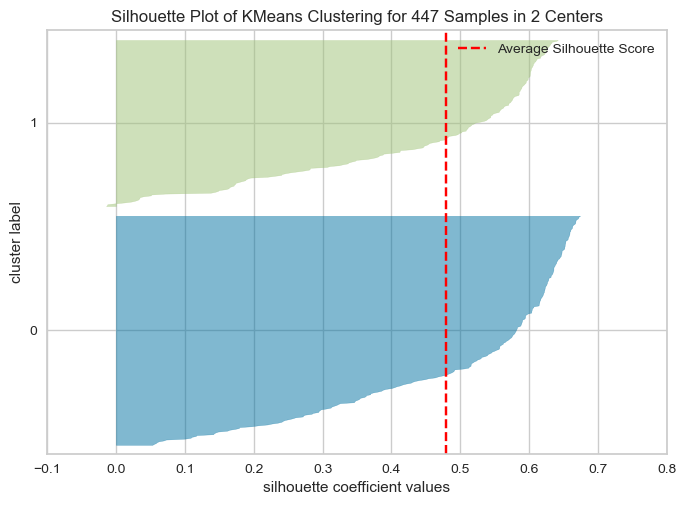 Silhouette Plot of KMeans Clustering for 447 Samples in 2 Centers
Average Silhouette Score
1
0
cluster label
−0.1 0.0 0.1 0.2 0.3 0.4 0.5 0.6 0.7 0.8
silhouette coefficient values